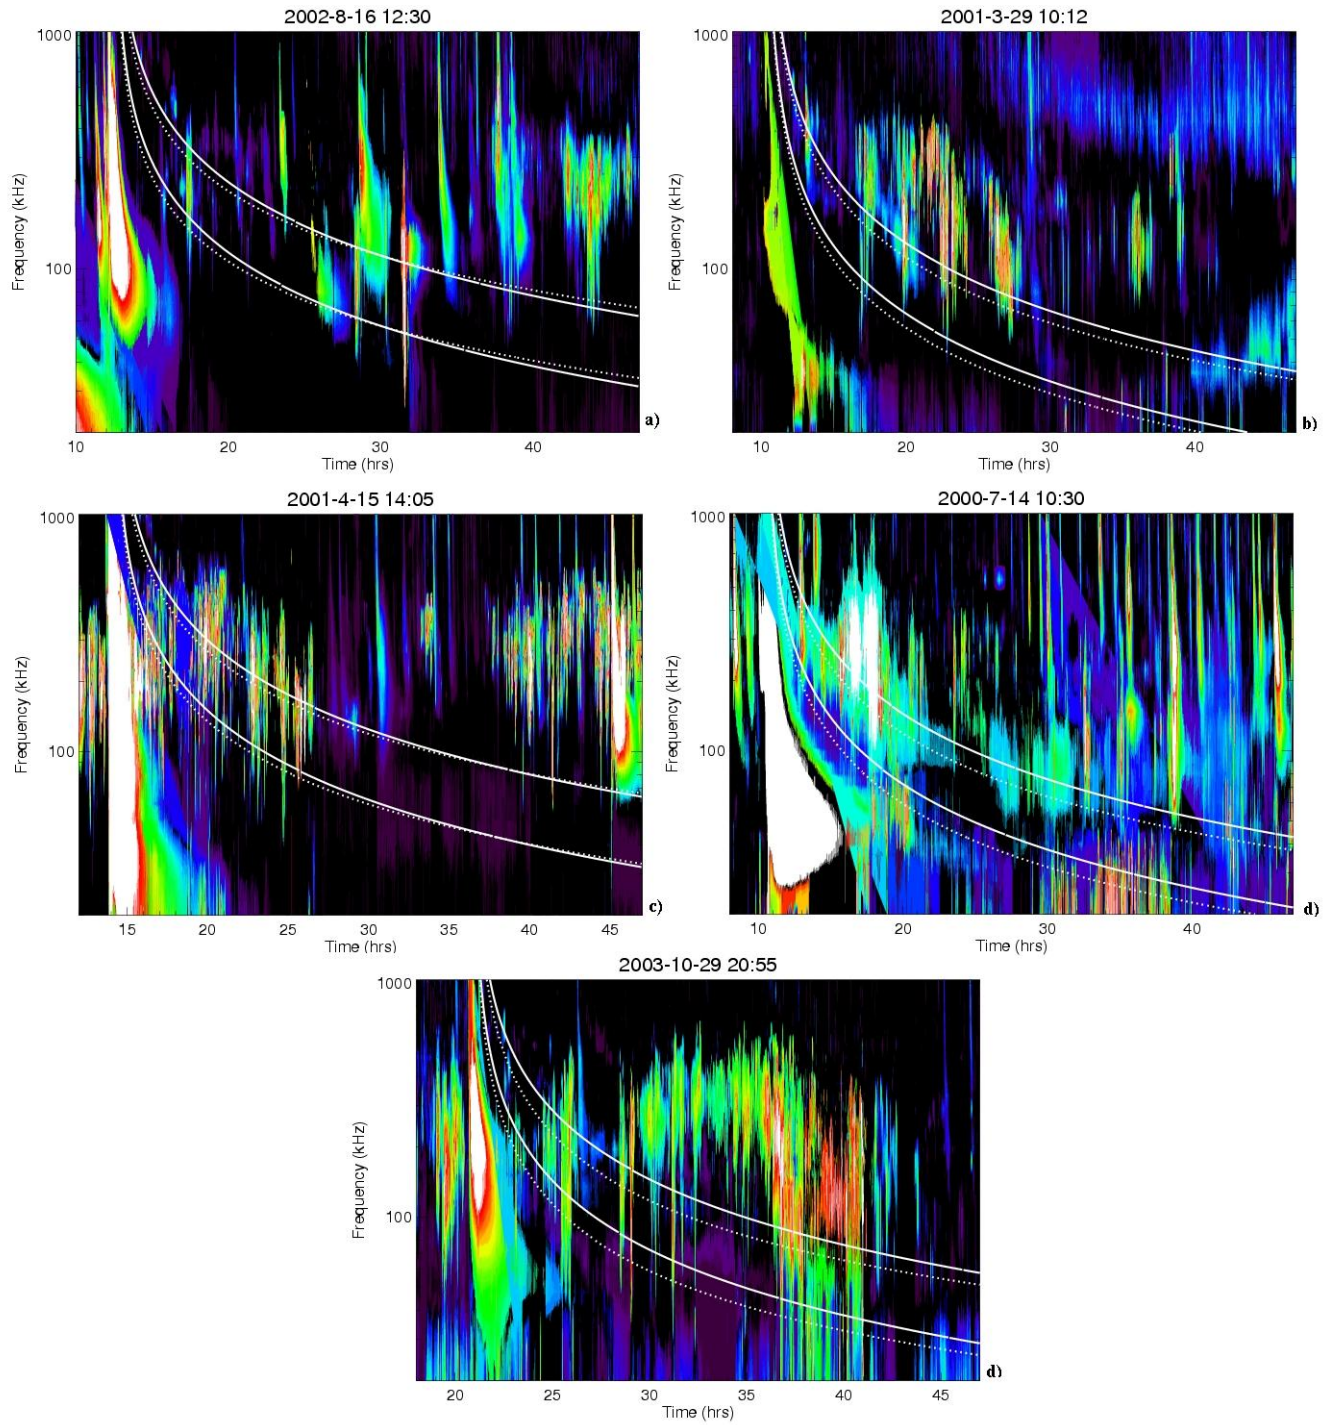 2002-8-16 12:30
1000
100
Frequency (kHz)
10 20 30 40
Time (hrs)
a)
2001-3-29 10:12
1000
100
Frequency (kHz)
10 20 30 40
Time (hrs)
b)
2001-4-15 14:05
1000
100
Frequency (kHz)
15 20 25 30 35 40 45
Time (hrs)
c)
2000-7-14 10:30
1000
100
Frequency (kHz)
10 20 30 40
Time (hrs)
d)
2003-10-29 20:55
1000
100
Frequency (kHz)
20 25 30 35 40 45
Time (hrs)
d)